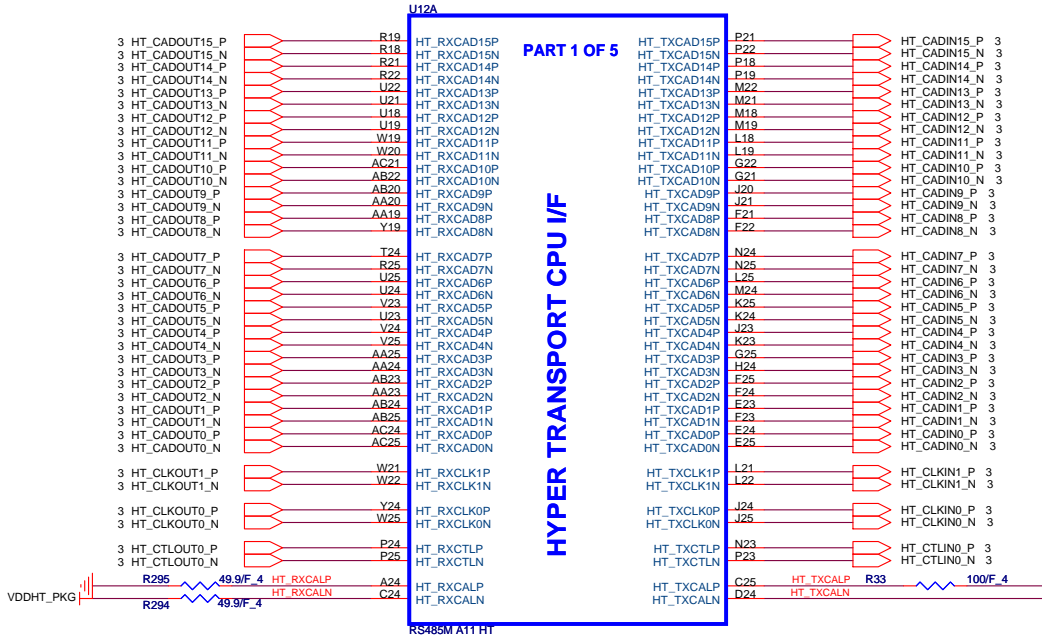 U12A
PART 1 OF 5
HYPER TRANSPORT CPU I/F
3 HT_CADOUT15_P R19 HT_RXCAD15P HT_TXCAD15P P21 HT_CADIN15_P 3
3 HT_CADOUT15_N R18 HT_RXCAD15N HT_TXCAD15N P22 HT_CADIN15_N 3
3 HT_CADOUT14_P R21 HT_RXCAD14P HT_TXCAD14P P18 HT_CADIN14_P 3
3 HT_CADOUT14_N R22 HT_RXCAD14N HT_TXCAD14N P19 HT_CADIN14_N 3
3 HT_CADOUT13_P U22 HT_RXCAD13P HT_TXCAD13P M22 HT_CADIN13_P 3
3 HT_CADOUT13_N U21 HT_RXCAD13N HT_TXCAD13N M21 HT_CADIN13_N 3
3 HT_CADOUT12_P U18 HT_RXCAD12P HT_TXCAD12P M18 HT_CADIN12_P 3
3 HT_CADOUT12_N U19 HT_RXCAD12N HT_TXCAD12N M19 HT_CADIN12_N 3
3 HT_CADOUT11_P W19 HT_RXCAD11P HT_TXCAD11P L18 HT_CADIN11_P 3
3 HT_CADOUT11_N W20 HT_RXCAD11N HT_TXCAD11N L19 HT_CADIN11_N 3
3 HT_CADOUT10_P AC21 HT_RXCAD10P HT_TXCAD10P G22 HT_CADIN10_P 3
3 HT_CADOUT10_N AB22 HT_RXCAD10N HT_TXCAD10N G21 HT_CADIN10_N 3
3 HT_CADOUT9_P AB20 HT_RXCAD9P HT_TXCAD9P J20 HT_CADIN9_P 3
3 HT_CADOUT9_N AA20 HT_RXCAD9N HT_TXCAD9N J21 HT_CADIN9_N 3
3 HT_CADOUT8_P AA19 HT_RXCAD8P HT_TXCAD8P F21 HT_CADIN8_P 3
3 HT_CADOUT8_N Y19 HT_RXCAD8N HT_TXCAD8N F22 HT_CADIN8_N 3
3 HT_CADOUT7_P T24 HT_RXCAD7P HT_TXCAD7P N24 HT_CADIN7_P 3
3 HT_CADOUT7_N R25 HT_RXCAD7N HT_TXCAD7N N25 HT_CADIN7_N 3
3 HT_CADOUT6_P U25 HT_RXCAD6P HT_TXCAD6P L25 HT_CADIN6_P 3
3 HT_CADOUT6_N U24 HT_RXCAD6N HT_TXCAD6N M24 HT_CADIN6_N 3
3 HT_CADOUT5_P V23 HT_RXCAD5P HT_TXCAD5P K25 HT_CADIN5_P 3
3 HT_CADOUT5_N U23 HT_RXCAD5N HT_TXCAD5N K24 HT_CADIN5_N 3
3 HT_CADOUT4_P V24 HT_RXCAD4P HT_TXCAD4P J23 HT_CADIN4_P 3
3 HT_CADOUT4_N V25 HT_RXCAD4N HT_TXCAD4N K23 HT_CADIN4_N 3
3 HT_CADOUT3_P AA25 HT_RXCAD3P HT_TXCAD3P G25 HT_CADIN3_P 3
3 HT_CADOUT3_N AA24 HT_RXCAD3N HT_TXCAD3N H24 HT_CADIN3_N 3
3 HT_CADOUT2_P AB23 HT_RXCAD2P HT_TXCAD2P F25 HT_CADIN2_P 3
3 HT_CADOUT2_N AA23 HT_RXCAD2N HT_TXCAD2N F24 HT_CADIN2_N 3
3 HT_CADOUT1_P AB24 HT_RXCAD1P HT_TXCAD1P E23 HT_CADIN1_P 3
3 HT_CADOUT1_N AB25 HT_RXCAD1N HT_TXCAD1N F23 HT_CADIN1_N 3
3 HT_CADOUT0_P AC24 HT_RXCAD0P HT_TXCAD0P E24 HT_CADIN0_P 3
3 HT_CADOUT0_N AC25 HT_RXCAD0N HT_TXCAD0N E25 HT_CADIN0_N 3
3 HT_CLKOUT1_P W21 HT_RXCLK1P HT_TXCLK1P L21 HT_CLKIN1_P 3
3 HT_CLKOUT1_N W22 HT_RXCLK1N HT_TXCLK1N L22 HT_CLKIN1_N 3
3 HT_CLKOUT0_P Y24 HT_RXCLK0P HT_TXCLK0P J24 HT_CLKIN0_P 3
3 HT_CLKOUT0_N W25 HT_RXCLK0N HT_TXCLK0N J25 HT_CLKIN0_N 3
3 HT_CTLOUT0_P P24 HT_RXCTLP HT_TXCTLP N23 HT_CTLIN0_P 3
3 HT_CTLOUT0_N P25 HT_RXCTLN HT_TXCTLN P23 HT_CTLIN0_N 3
R295 49.9/F_4 HT_RXCALP A24 HT_RXCALP HT_TXCALP C25 HT_TXCALP R33 100/F_4
VDDHT_PKG R294 49.9/F_4 HT_RXCALN C24 HT_RXCALN HT_TXCALN D24 HT_TXCALN
RS485M A11 HT